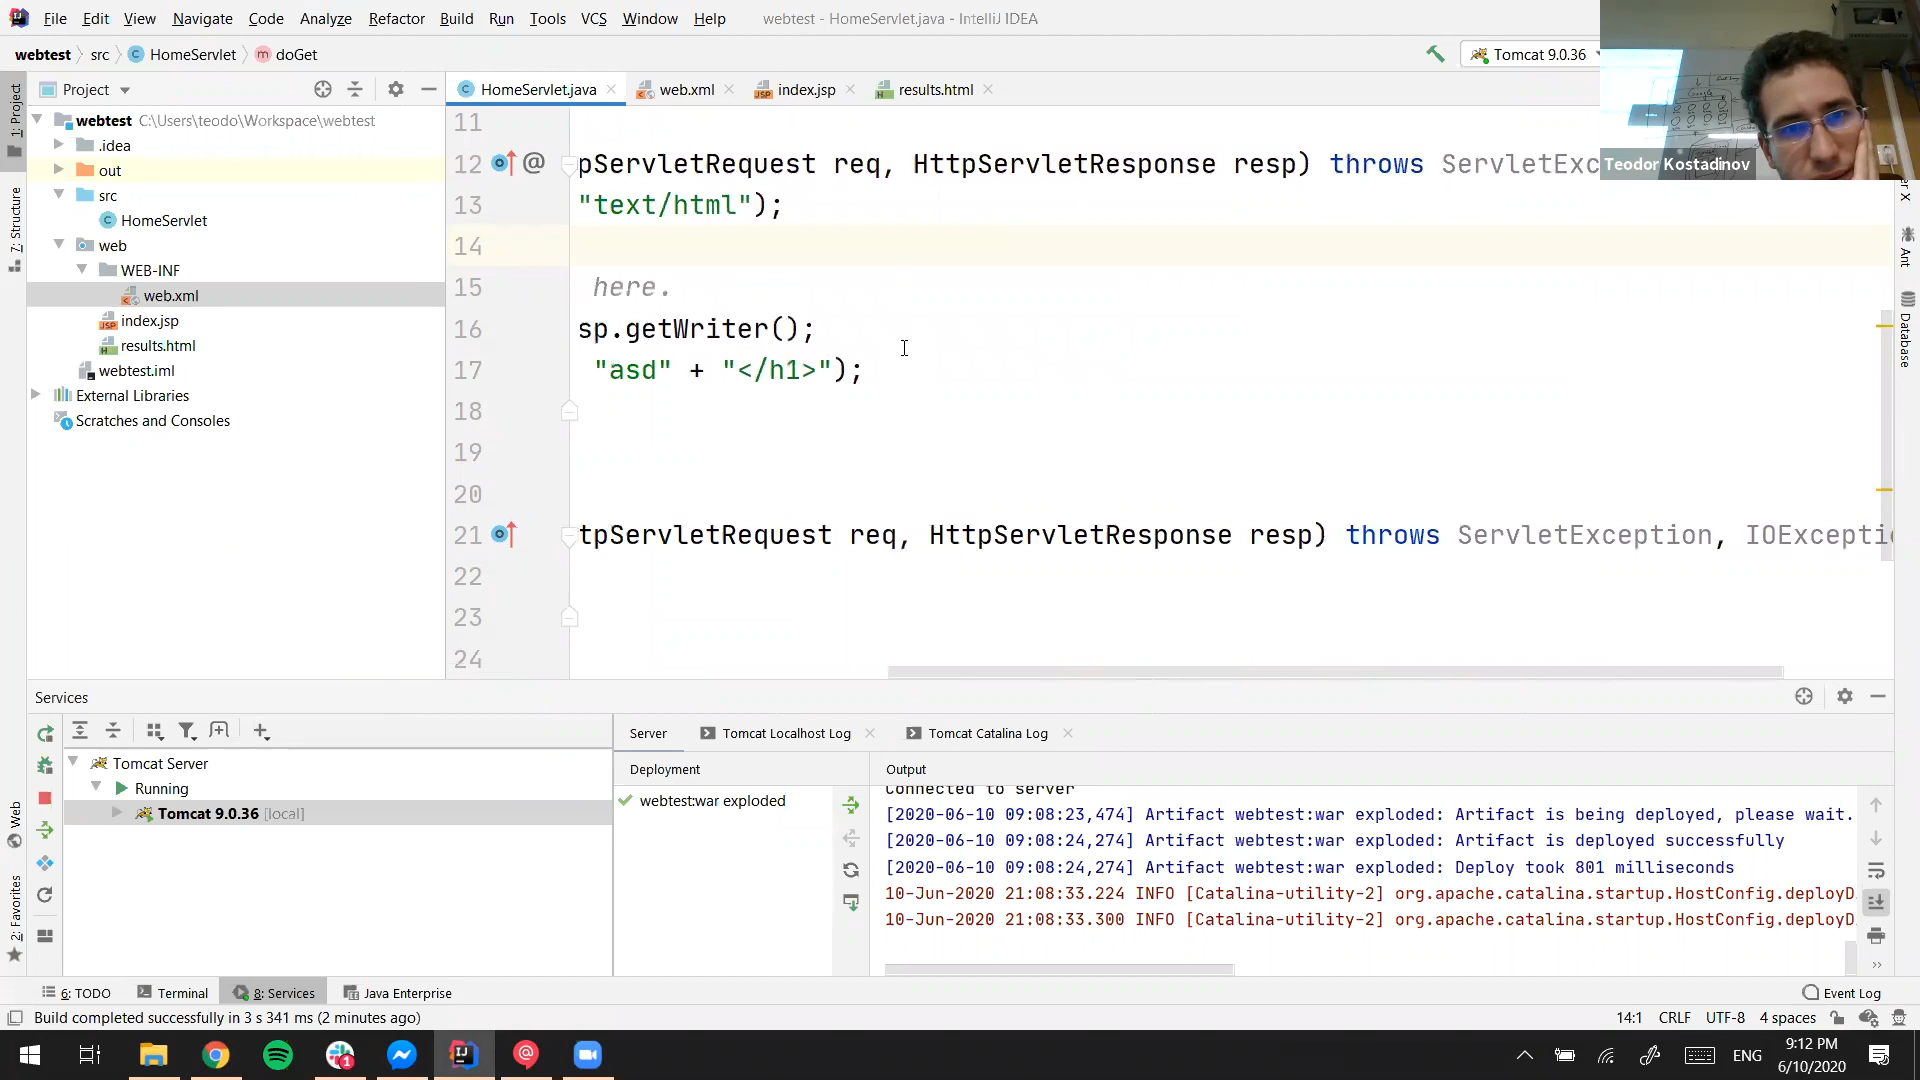 File Edit View Navigate Code Analyze Refactor Build Run Tools VCS Window Help webtest - HomeServlet.java - IntelliJ IDEA
webtest src HomeServlet doGet Tomcat 9.0.36
Teodor Kostadinov
1: Project
7: Structure
Web
2: Favorites
Project
webtest C:\Users\teodo\Workspace\webtest
.idea
out
src
HomeServlet
web
WEB-INF
web.xml
index.jsp
results.html
webtest.iml
External Libraries
Scratches and Consoles
HomeServlet.java web.xml index.jsp results.html
11
12 @ pServletRequest req, HttpServletResponse resp) throws ServletExc
13 "text/html");
14
15 here.
16 sp.getWriter();
17 "asd" + "</h1>");
18
19
20
21 tpServletRequest req, HttpServletResponse resp) throws ServletException, IOExcepti
22
23
24
Ant
Database
Services
Tomcat Server
Running
Tomcat 9.0.36 [local]
Server Tomcat Localhost Log Tomcat Catalina Log
Deployment Output
webtest:war exploded
Connected to server
[2020-06-10 09:08:23,474] Artifact webtest:war exploded: Artifact is being deployed, please wait.
[2020-06-10 09:08:24,274] Artifact webtest:war exploded: Artifact is deployed successfully
[2020-06-10 09:08:24,274] Artifact webtest:war exploded: Deploy took 801 milliseconds
10-Jun-2020 21:08:33.224 INFO [Catalina-utility-2] org.apache.catalina.startup.HostConfig.deployD
10-Jun-2020 21:08:33.300 INFO [Catalina-utility-2] org.apache.catalina.startup.HostConfig.deployD
6: TODO Terminal 8: Services Java Enterprise Event Log
Build completed successfully in 3 s 341 ms (2 minutes ago) 14:1 CRLF UTF-8 4 spaces
1
ENG
9:12 PM
6/10/2020